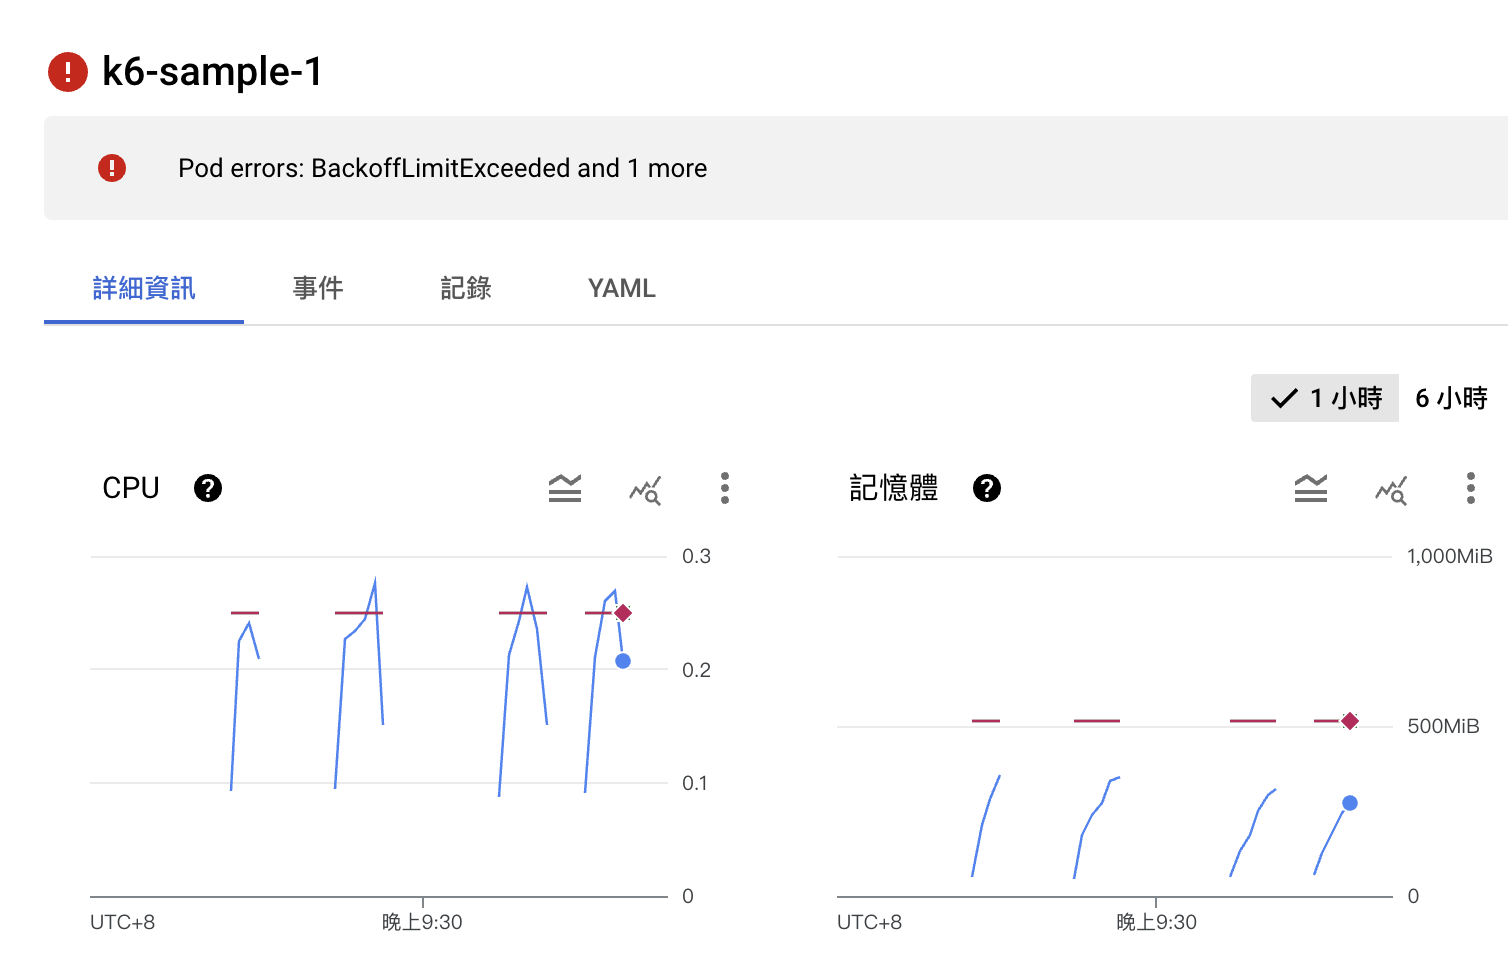 k6-sample-1
Pod errors: BackoffLimitExceeded and 1 more
詳細資訊 事件 記錄 YAML
1 小時 6 小時
CPU
0.3
0.2
0.1
0
UTC+8 晚上9:30
記憶體
1,000MiB
500MiB
0
UTC+8 晚上9:30